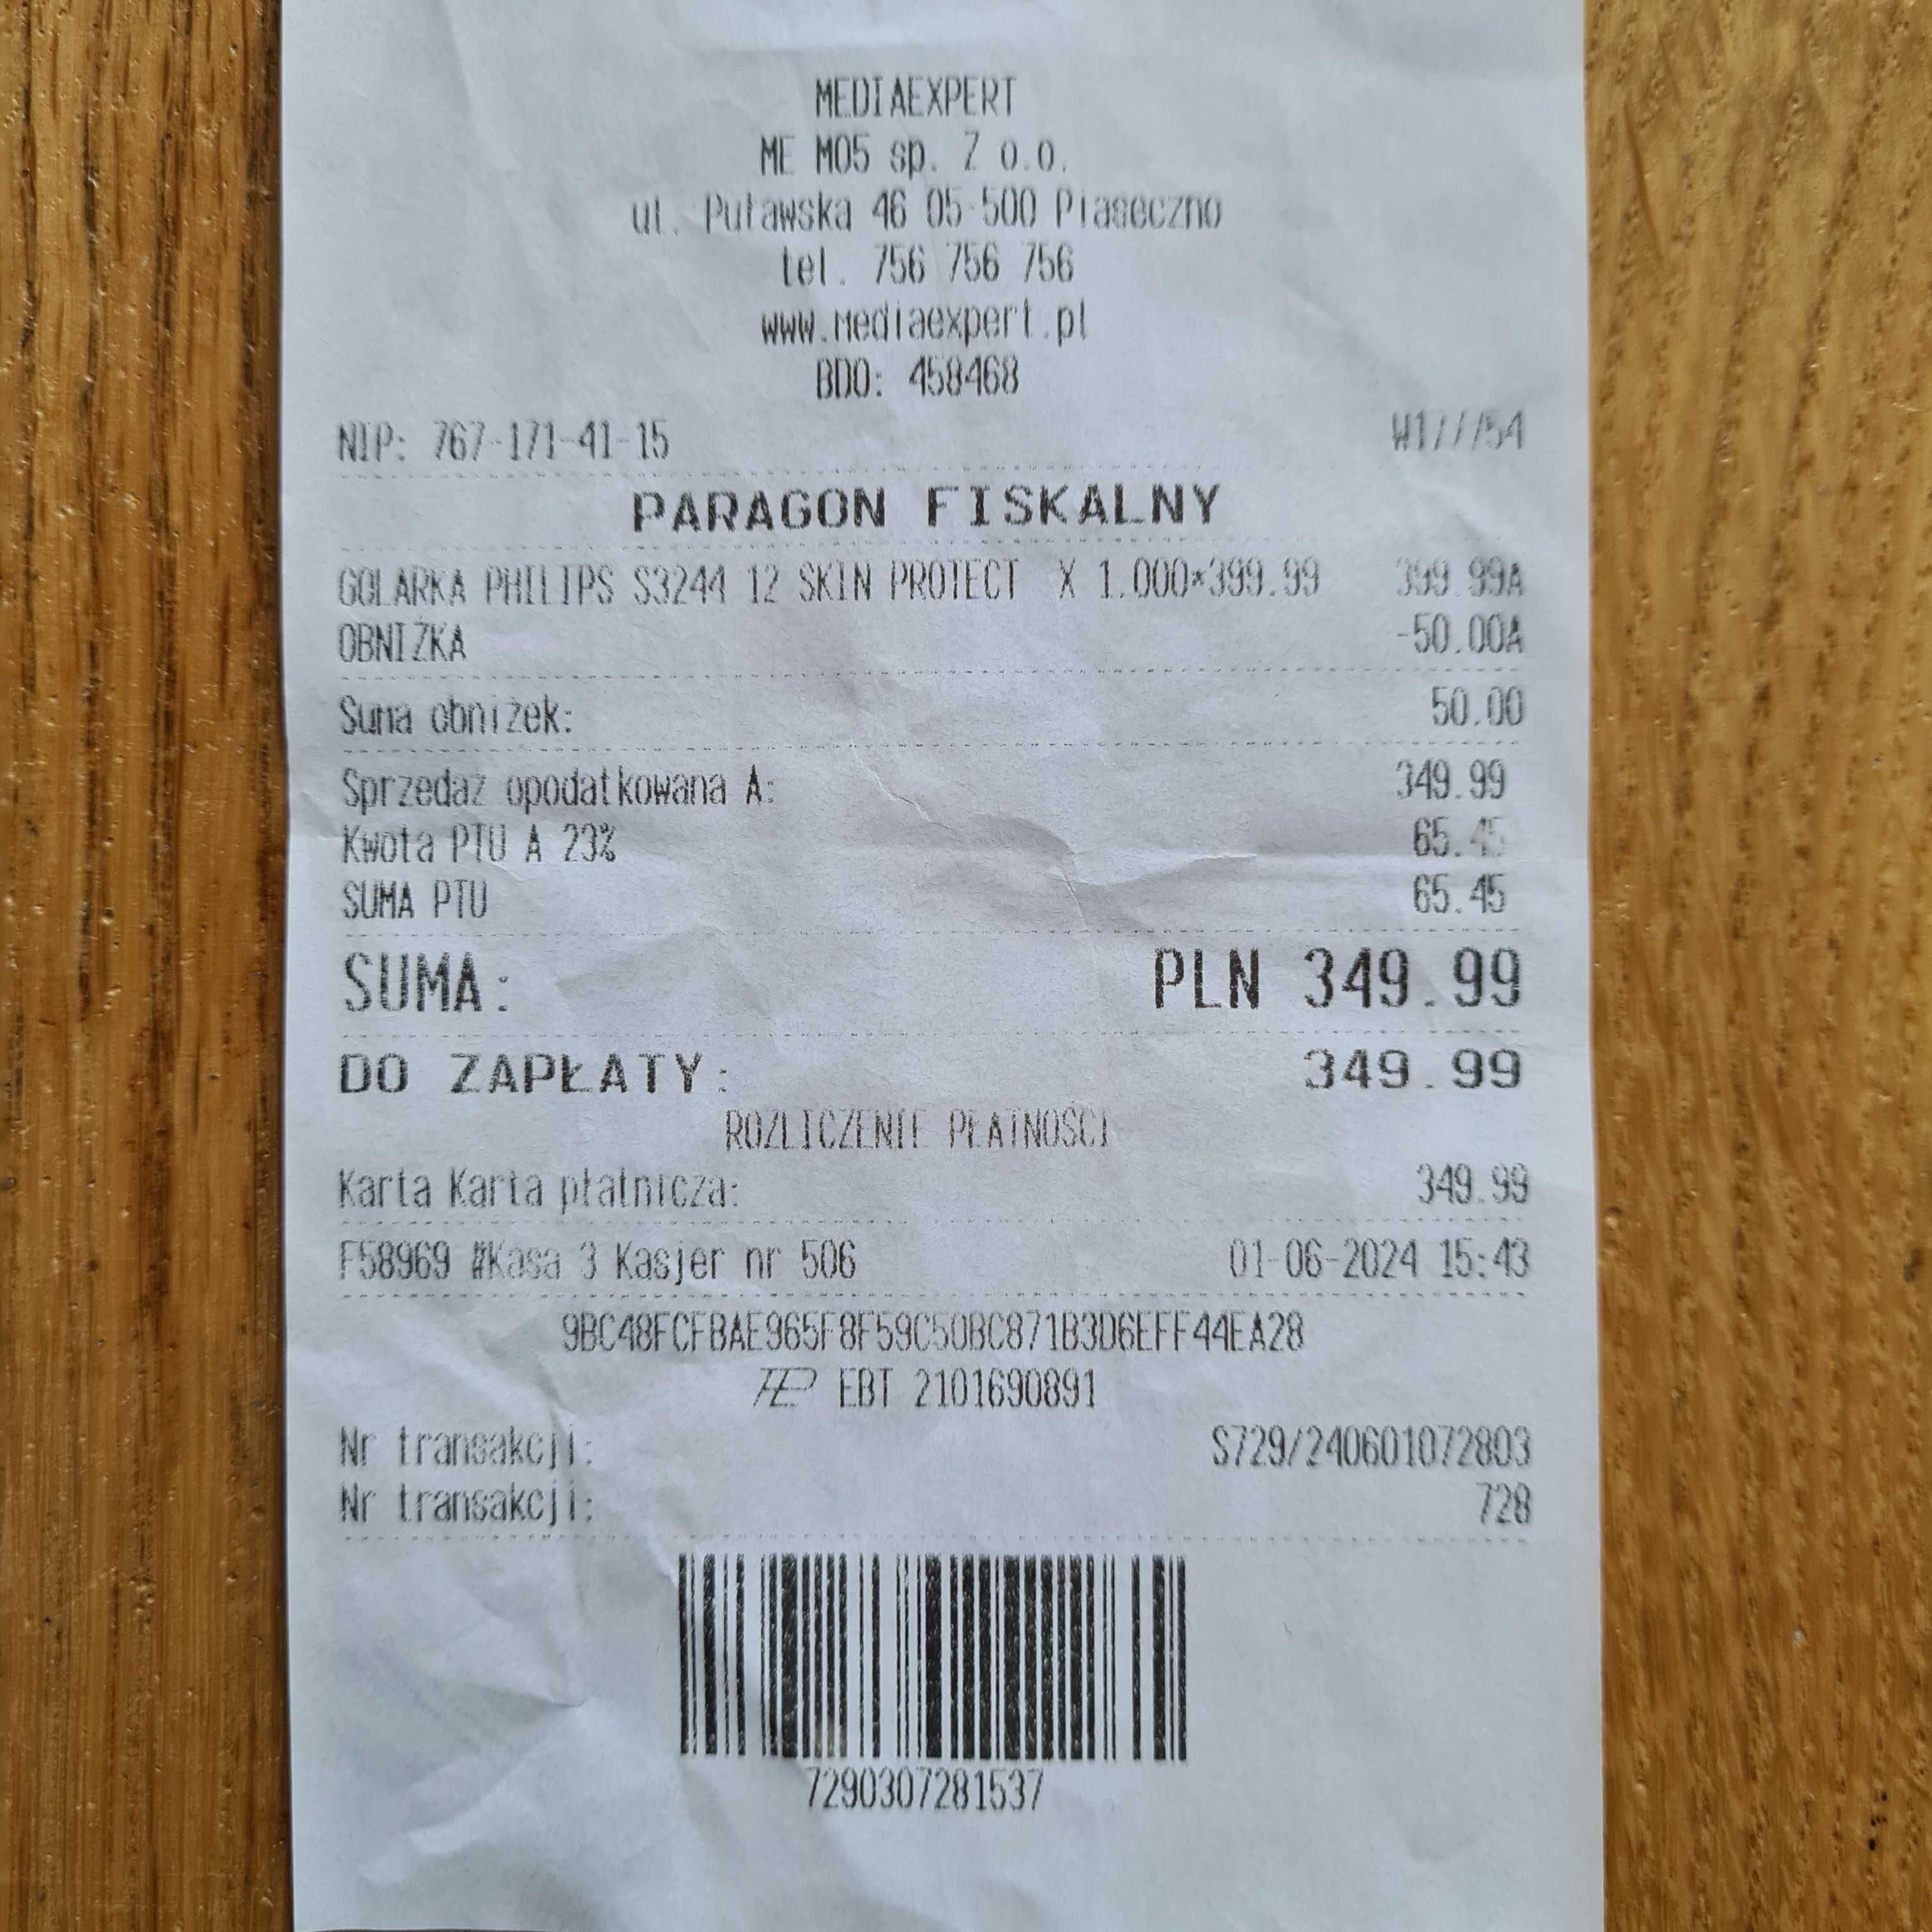 MEDIAEXPERT
ME M05 sp. Z o.o.
ul. Puławska 46 05-500 Piaseczno
tel. 756 756 756
www.mediaexpert.pl
BDO: 458468
NIP: 767-171-41-15 W177754
PARAGON FISKALNY
GOLARKA PHILIPS S3244 12 SKIN PROTECT X 1.000*399.99 399.99A
OBNIŻKA -50.00A
Suma obniżek: 50.00
Sprzedaż opodatkowana A: 349.99
Kwota PTU A 23% 65.45
SUMA PTU 65.45
SUMA: PLN 349.99
DO ZAPŁATY: 349.99
ROZLICZENIE PŁATNOŚCI
Karta Karta płatnicza: 349.99
F58969 #Kasa 3 Kasjer nr 506 01-06-2024 15:43
9BC48FCFBAE965F8F59C50BC871B3D6EFF44EA28
EBT 2101690891
Nr transakcji: S729/240601072803
Nr transakcji: 728
7290307281537